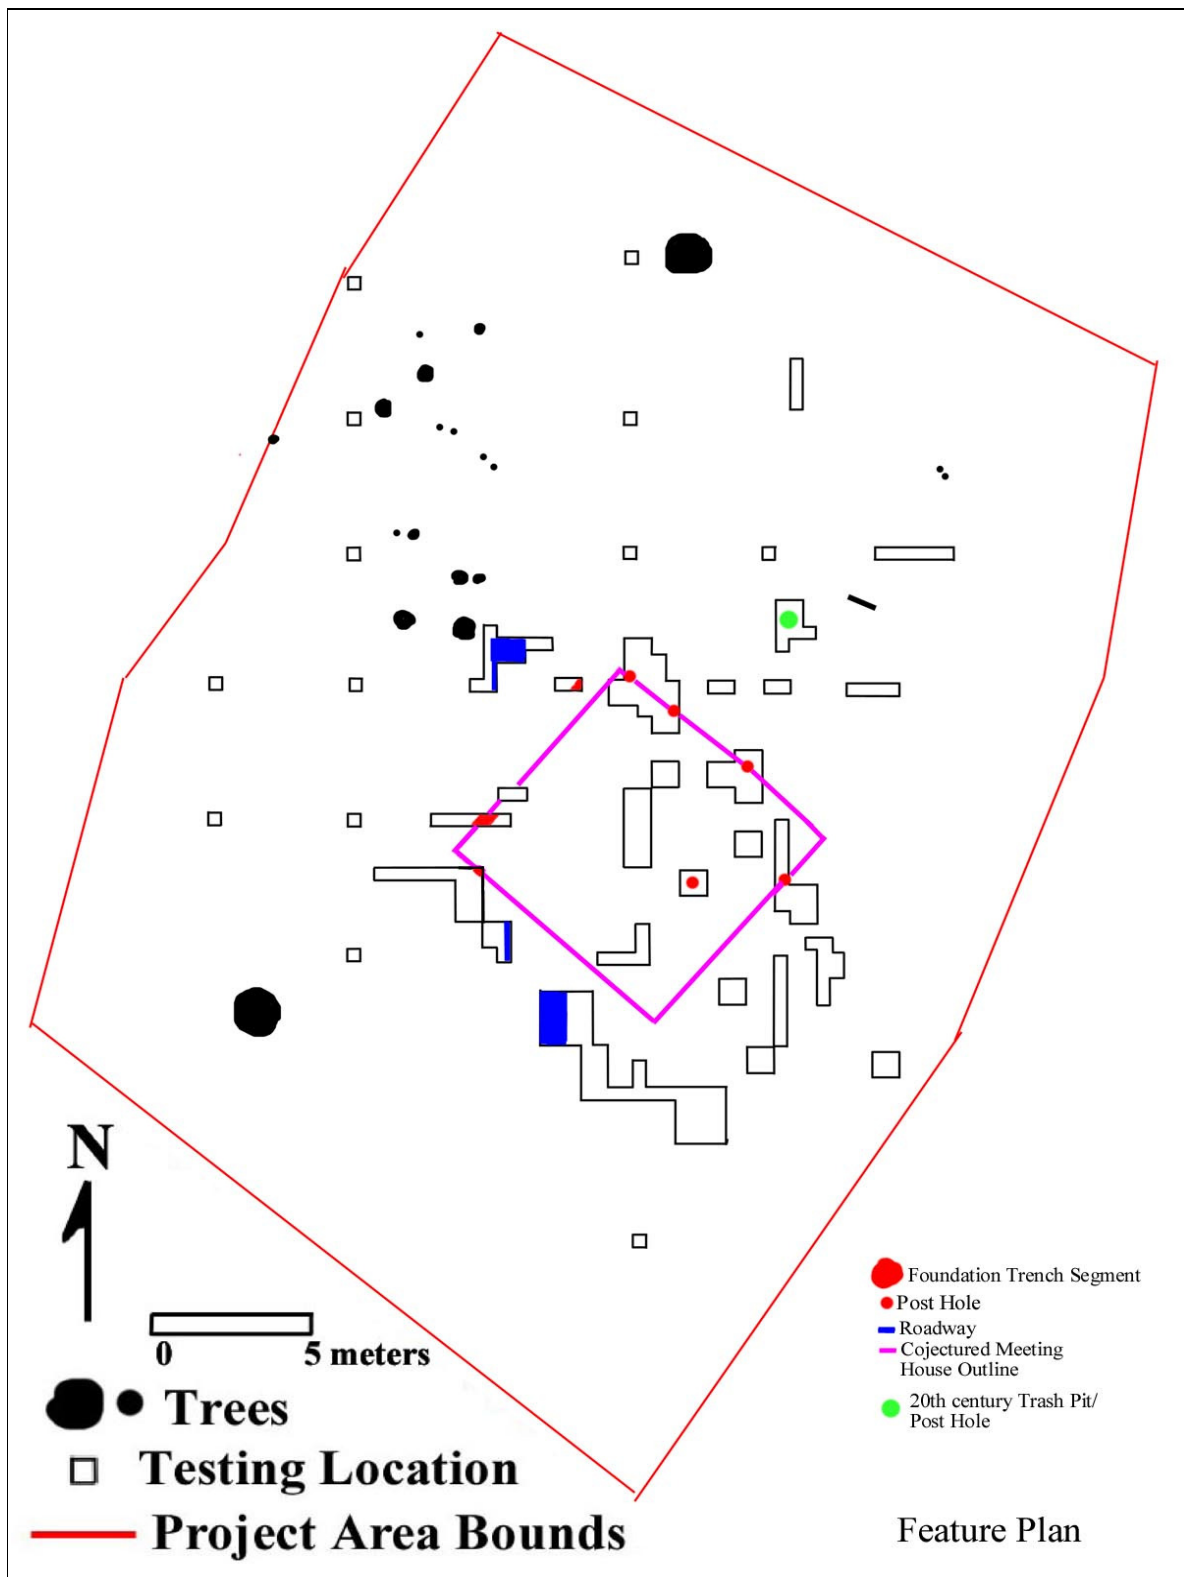 N
0 5 meters
Trees
Testing Location
Project Area Bounds
Foundation Trench Segment
Post Hole
Roadway
Cojectured Meeting
House Outline
20th century Trash Pit/
Post Hole
Feature Plan